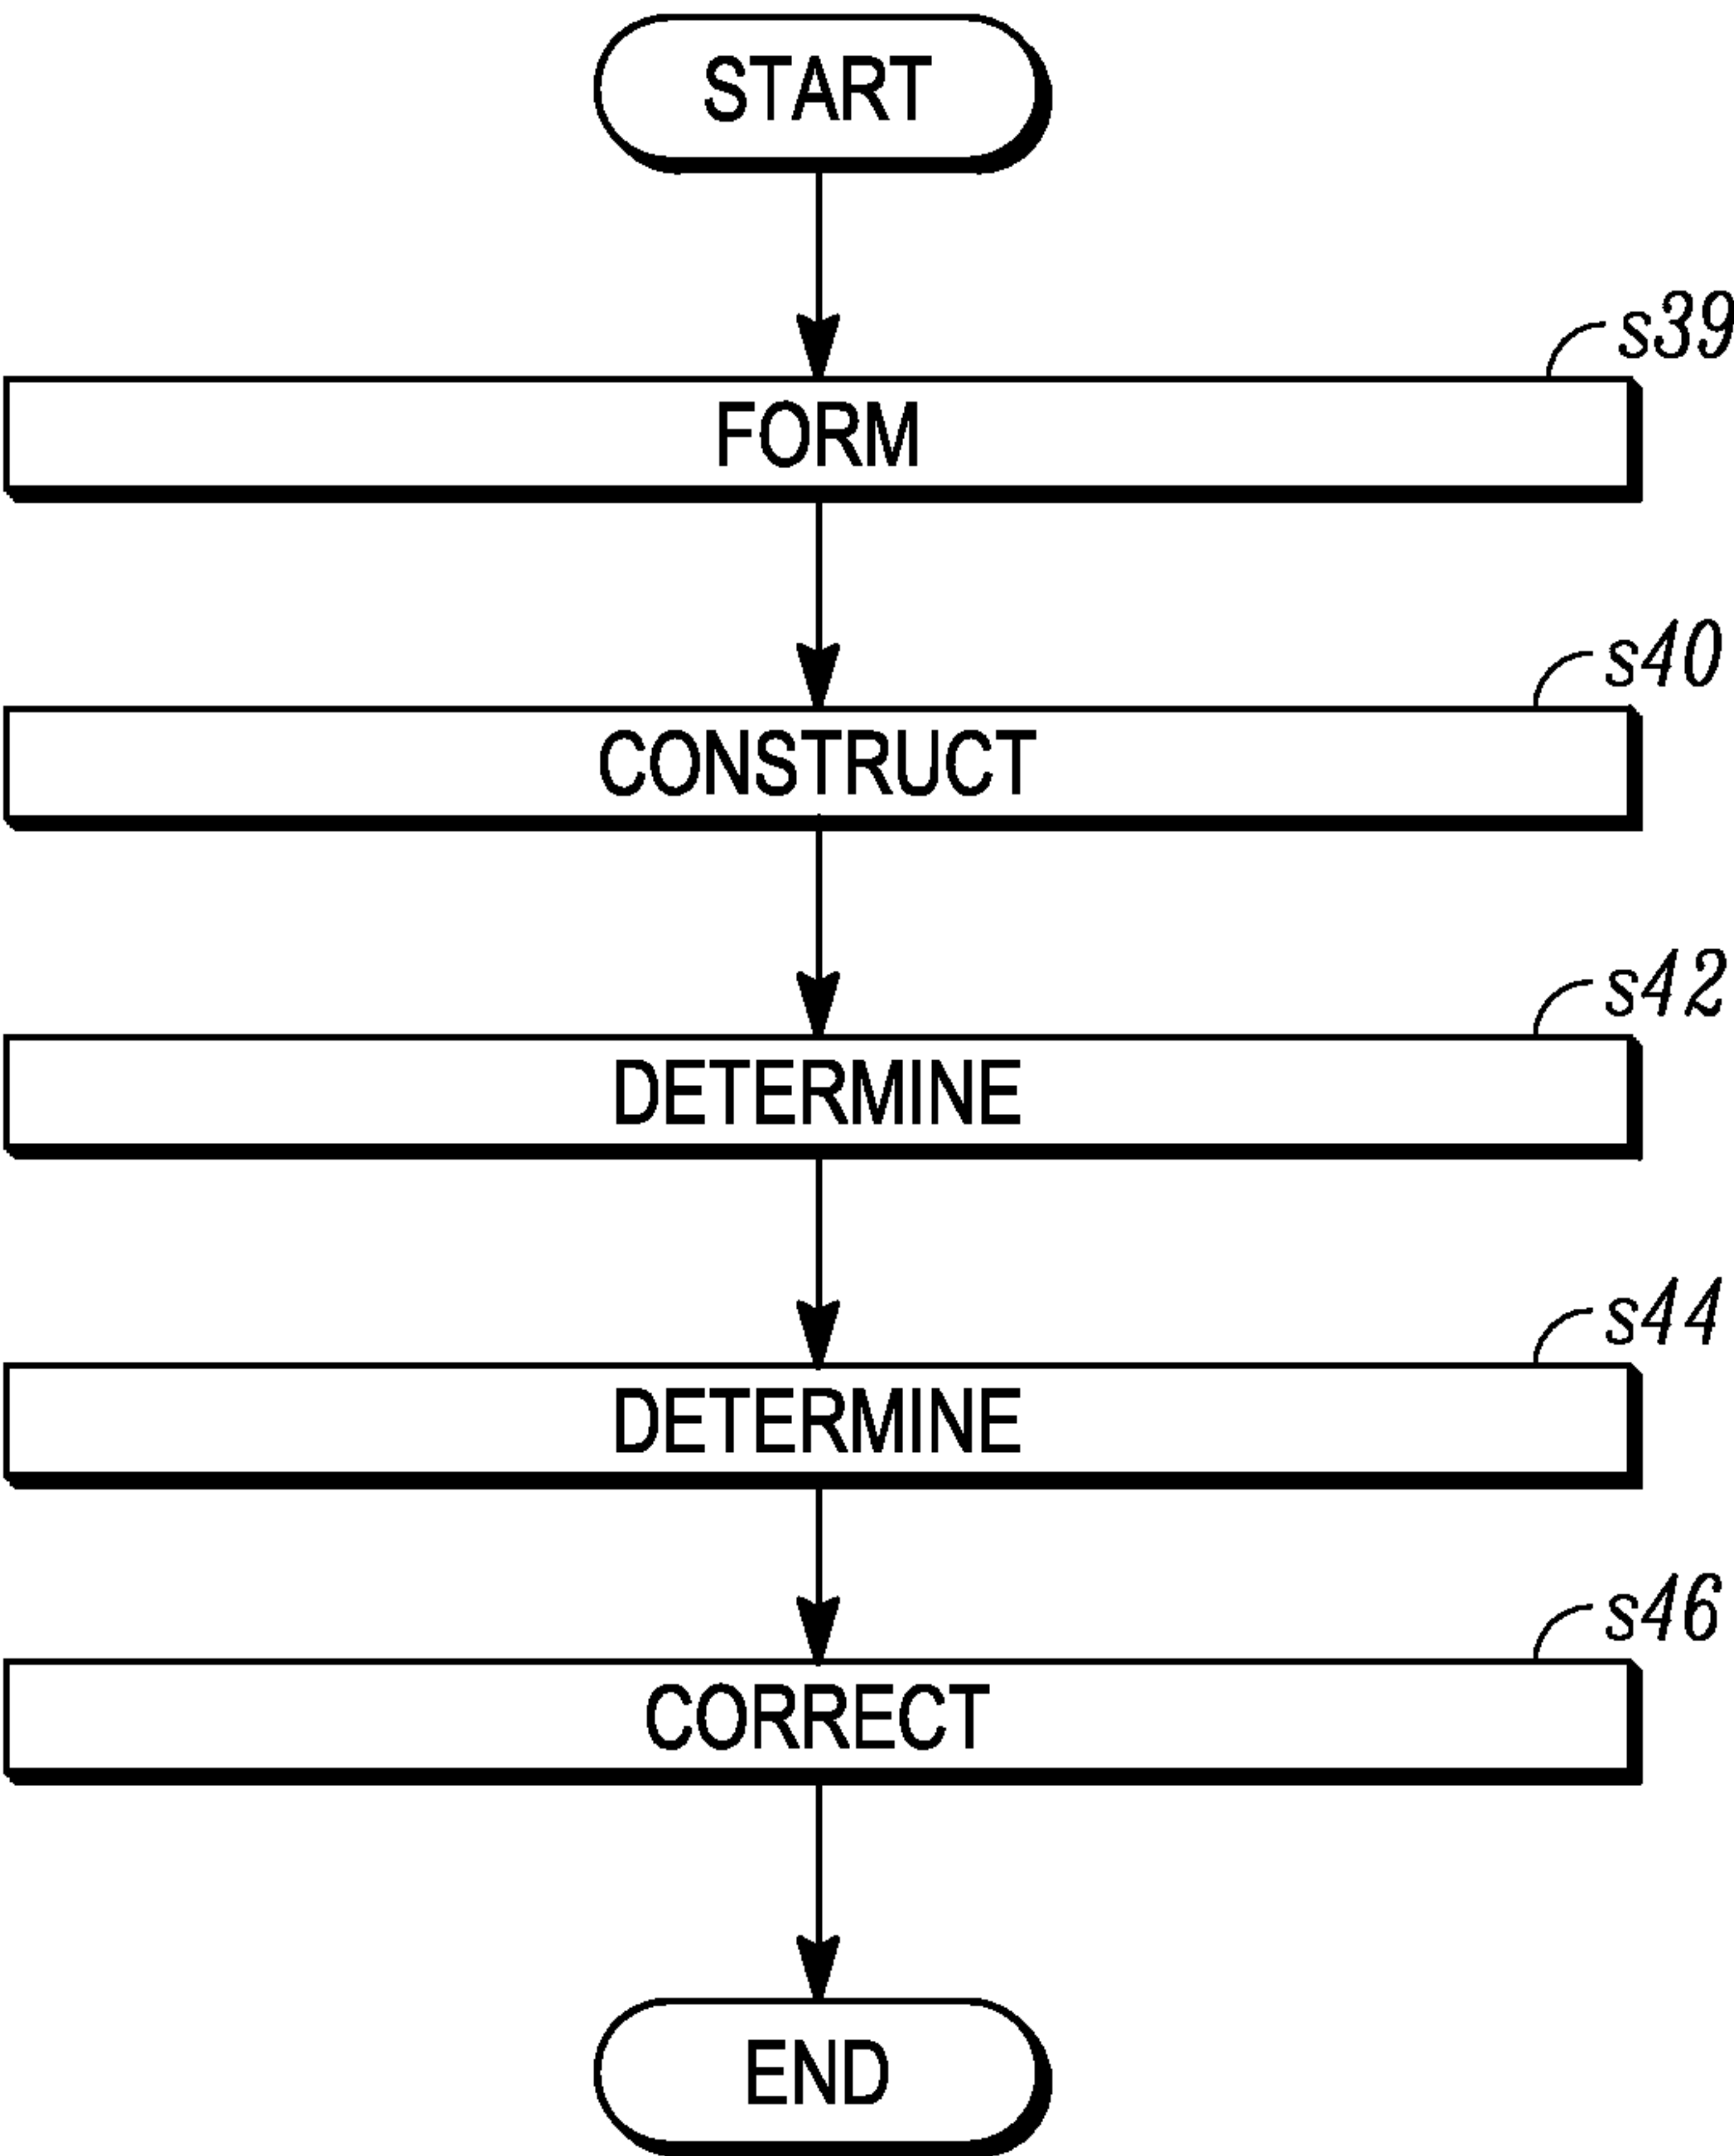 START
s39
FORM
s40
CONSTRUCT
s42
DETERMINE
s44
DETERMINE
s46
CORRECT
END